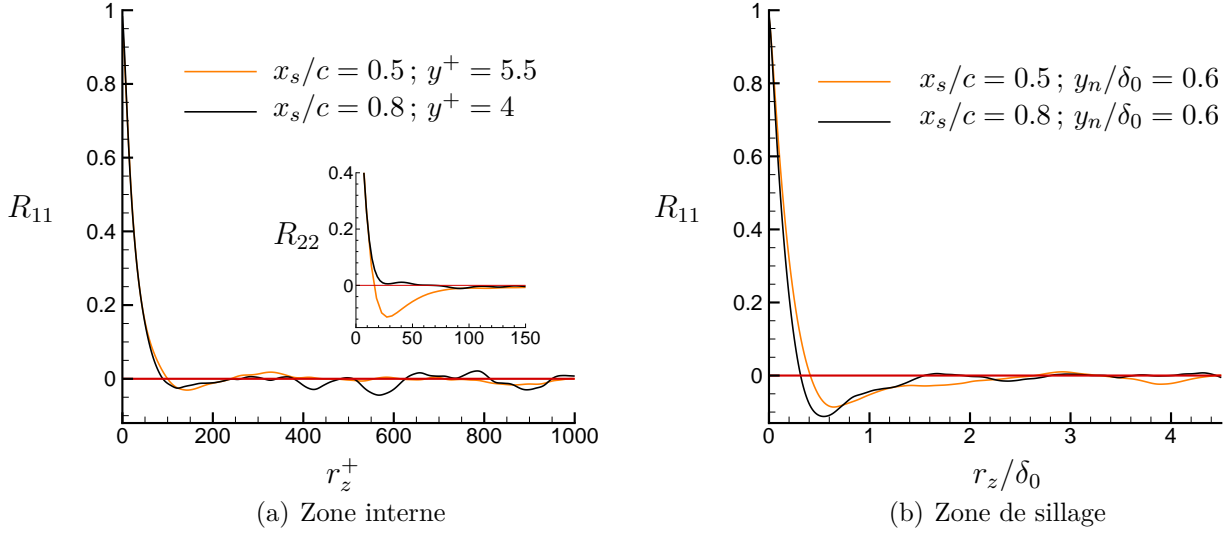 1
0.8
0.6
0.4
0.2
0
R₁₁
x_s/c = 0.5 ; y⁺ = 5.5
x_s/c = 0.8 ; y⁺ = 4
0.4
0.2
0
R₂₂
0 50 100 150
0 200 400 600 800 1000
r_z⁺
(a) Zone interne
1
0.8
0.6
0.4
0.2
0
R₁₁
x_s/c = 0.5 ; y_n/δ₀ = 0.6
x_s/c = 0.8 ; y_n/δ₀ = 0.6
0 1 2 3 4
r_z/δ₀
(b) Zone de sillage